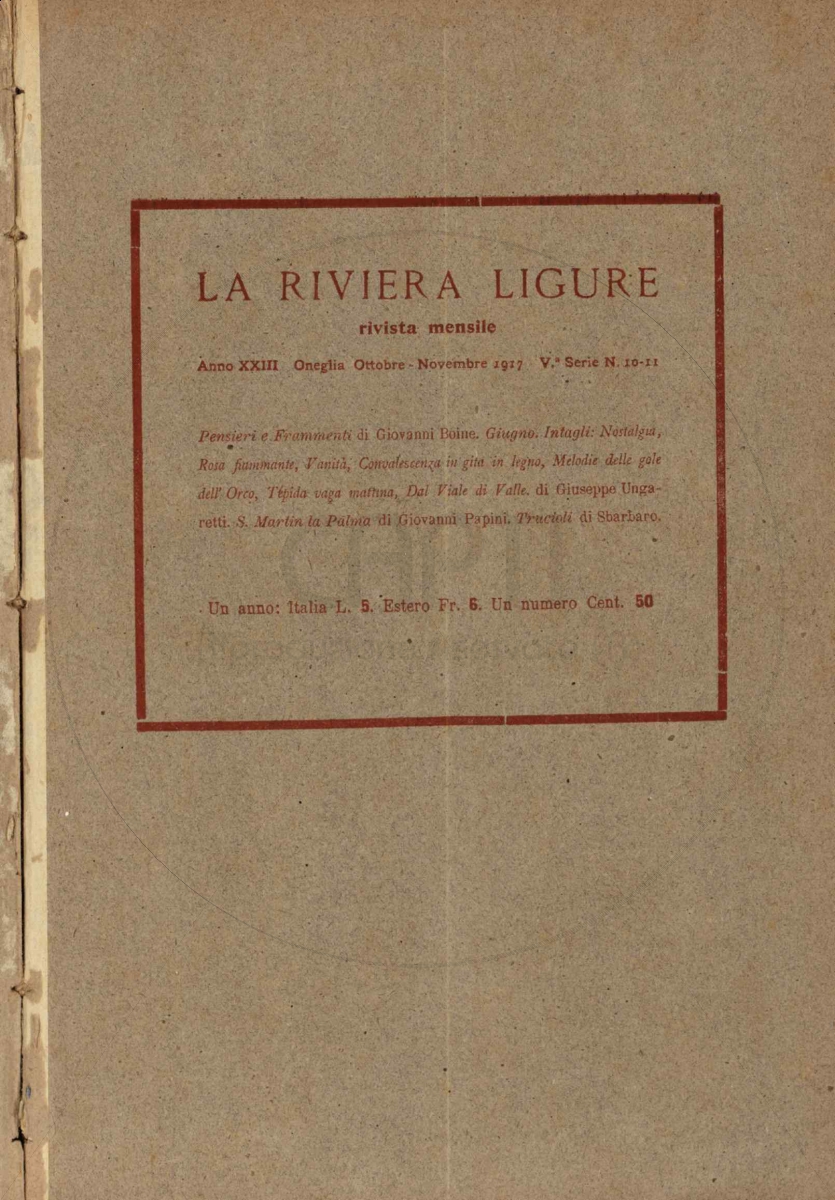 LA RIVIERA LIGURE
rivista mensile
Anno XXIII Oneglia Ottobre - Novembre 1917 V.ª Serie N. 10-11
Pensieri e Frammenti di Giovanni Boine. Giugno. Intagli: Nostalgia,
Rosa fiammante, Vanità, Convalescenza in gita in legno, Melodie delle gole
dell' Orco, Tepida vaga mattina, Dal Viale di Valle. di Giuseppe Unga-
retti. S. Martin la Palma di Giovanni Papini. Trucioli di Sbarbaro.
Un anno: Italia L. 5. Estero Fr. 6. Un numero Cent. 50